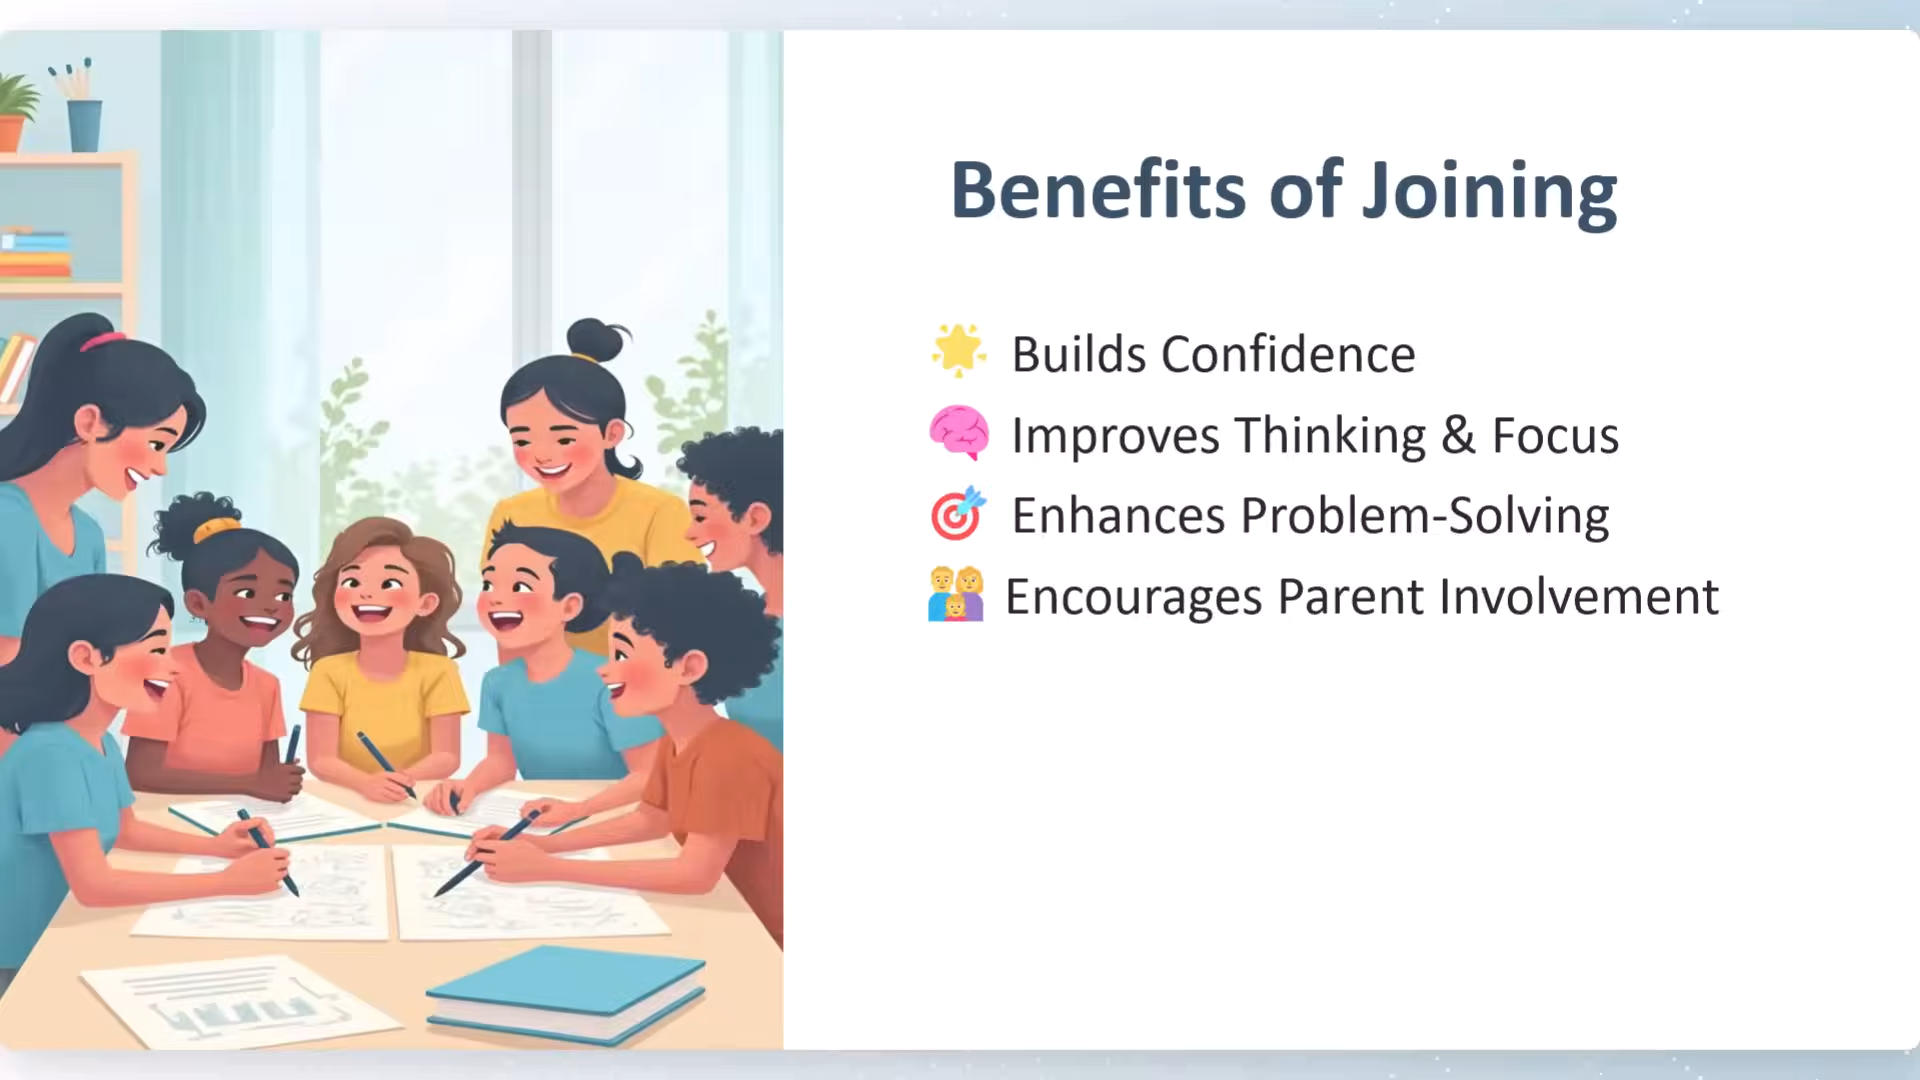 Benefits of Joining
🌟 Builds Confidence
🧠 Improves Thinking & Focus
🎯 Enhances Problem-Solving
👨‍👩‍👧 Encourages Parent Involvement